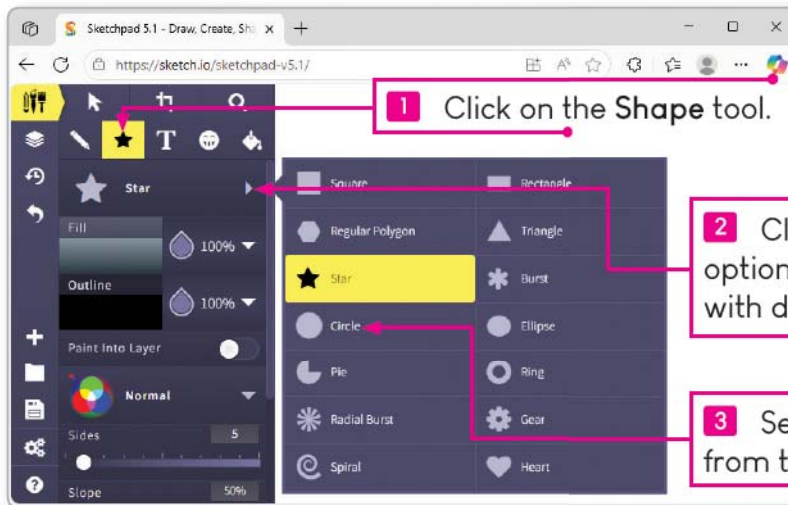 Sketchpad 5.1 - Draw, Create, Sha
https://sketch.io/sketchpad-v5.1/
1 Click on the Shape tool.
T
Star
Fill
100%
Outline
100%
Paint Into Layer
Normal
Sides 5
Slope 50%
Square Rectangle
Regular Polygon Triangle
Star Burst
Circle Ellipse
Pie Ring
Radial Burst Gear
Spiral Heart
2 Cl
option
with d
3 Se
from t